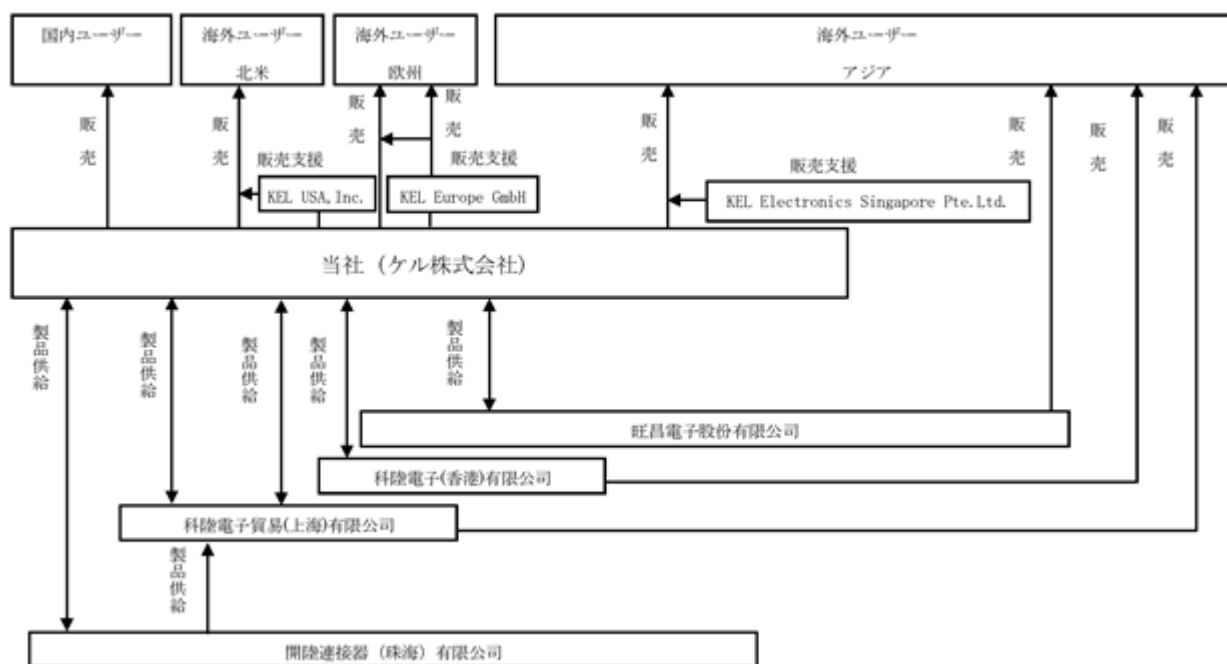 国内ユーザー
海外ユーザー
北米
海外ユーザー
欧州
海外ユーザー
アジア
販売
販売
販売
販売
販売
販売
販売
販売
販売支援
販売支援
販売支援
KEL USA,Inc.
KEL Europe GmbH
KEL Electronics Singapore Pte.Ltd.
当社（ケル株式会社）
製品供給
製品供給
製品供給
製品供給
製品供給
旺昌電子股份有限公司
科陸電子(香港)有限公司
科陸電子貿易(上海)有限公司
製品供給
開陸連接器（珠海）有限公司